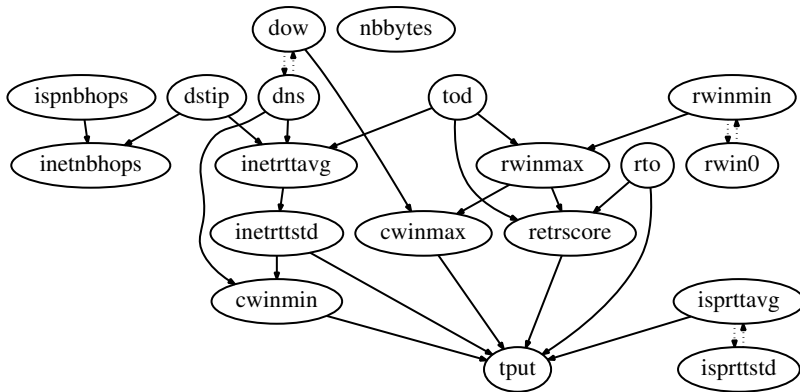 dow
nbbytes
ispnbhops
dstip
dns
tod
rwinmin
inetnbhops
inetrttavg
rwinmax
rto
rwin0
inetrttstd
cwinmax
retrscore
cwinmin
isprttavg
tput
isprttstd